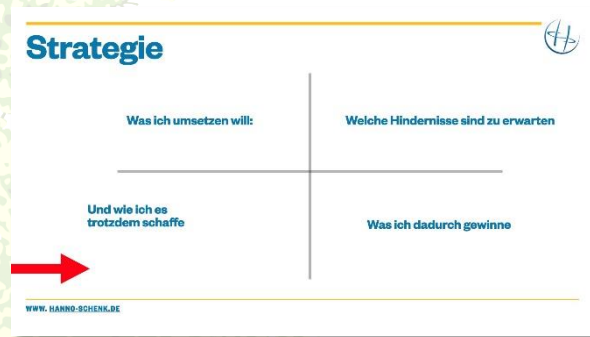 Strategie
Was ich umsetzen will:
Welche Hindernisse sind zu erwarten
Und wie ich es
trotzdem schaffe
Was ich dadurch gewinne
WWW. HANNO-SCHENK.DE